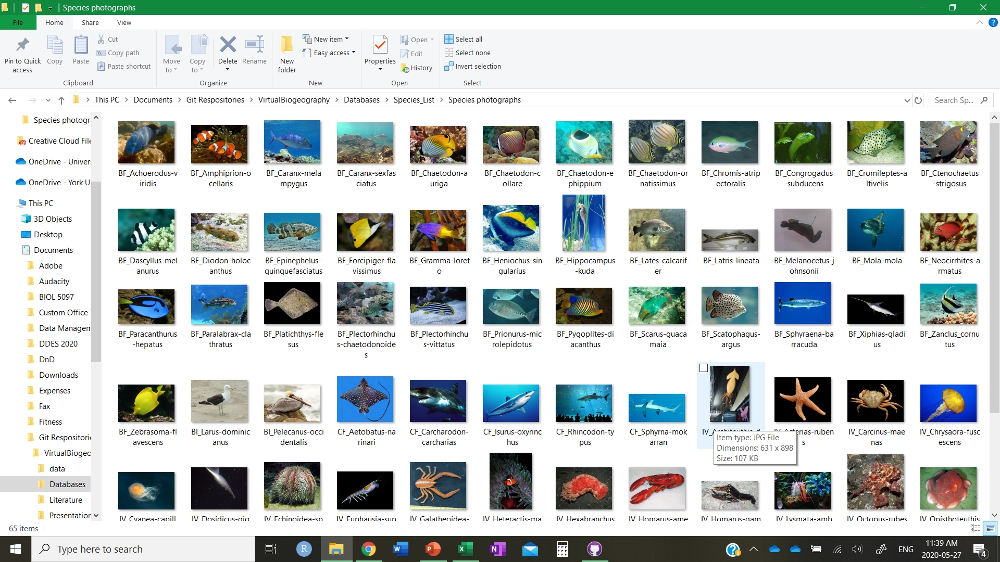 Species photographs
File
Home
Share
View
Pin to Quick
access
Copy
Paste
Cut
Copy path
Paste shortcut
Clipboard
Move
to
Copy
to
Delete
Rename
Organize
New
folder
New item
Easy access
New
Properties
Open
Edit
History
Open
Select all
Select none
Invert selection
Select
This PC > Documents > Git Respositories > VirtualBiogeography > Databases > Species_List > Species photographs
Search Sp...
Species photogr
Creative Cloud File
OneDrive - Univer
OneDrive - York U
This PC
3D Objects
Desktop
Documents
Adobe
Audacity
BIOL 5097
Custom Office
Data Managem
DDES 2020
DnD
Downloads
Expenses
Fax
Fitness
Git Respositori
VirtualBiogeo
data
Databases
Literature
Presentation
BF_Achoerodus-v
iridis
BF_Amphiprion-o
cellaris
BF_Caranx-mela
mpygus
BF_Caranx-sexfas
ciatus
BF_Chaetodon-a
uriga
BF_Chaetodon-c
ollare
BF_Chaetodon-e
phippium
BF_Chaetodon-or
natissimus
BF_Chromis-atrip
ectoralis
BF_Congrogadus
-subducens
BF_Cromileptes-a
ltivelis
BF_Ctenochaetus
-strigosus
BF_Dascyllus-mel
anurus
BF_Diodon-holoc
anthus
BF_Epinephelus-
quinquefasciatus
BF_Forcipiger-fla
vissimus
BF_Gramma-loret
o
BF_Heniochus-sin
gularius
BF_Hippocampus
-kuda
BF_Lates-calcarif
er
BF_Latris-lineata
BF_Melanocetus-j
ohnsonii
BF_Mola-mola
BF_Neocirrhites-a
rmatus
BF_Paracanthurus
-hepatus
BF_Paralabrax-cla
thratus
BF_Platichthys-fle
sus
BF_Plectorhinchu
s-chaetodonoide
s
BF_Plectorhinchu
s-vittatus
BF_Prionurus-mic
rolepidotus
BF_Pygoplites-di
acanthus
BF_Scarus-guaca
maia
BF_Scatophagus-
argus
BF_Sphyraena-ba
rracuda
BF_Xiphias-gladi
us
BF_Zanclus_cornu
tus
BF_Zebrasoma-fl
avescens
BI_Larus-dominic
anus
BI_Pelecanus-occi
dentalis
CF_Aetobatus-na
rinari
CF_Carcharodon-
carcharias
CF_Isurus-oxyrinc
hus
CF_Rhincodon-ty
pus
CF_Sphyrna-mok
arran
IV_Architeuthis-d
IV_Asterias-ruben
s
IV_Carcinus-mae
nas
IV_Chrysaora-fusc
escens
Item type: JPG File
Dimensions: 631 x 898
Size: 107 KB
IV_Cyanea-capill
IV_Dosidicus-gig
IV_Echinoidea-sp
IV_Euphausia-sup
IV_Galatheoidea-
IV_Heteractis-ma
IV_Hexabranchus
IV_Homarus-ame
IV_Homarus-gam
IV_Lysmata-amb
IV_Octopus-rubes
IV_Opisthoteuthis
65 items
Type here to search
ENG
11:39 AM
2020-05-27
4